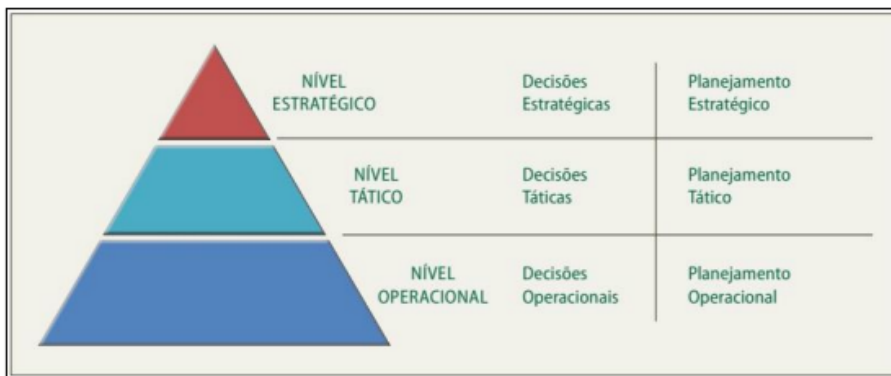 NÍVEL
ESTRATÉGICO
Decisões
Estratégicas
Planejamento
Estratégico
NÍVEL
TÁTICO
Decisões
Táticas
Planejamento
Tático
NÍVEL
OPERACIONAL
Decisões
Operacionais
Planejamento
Operacional